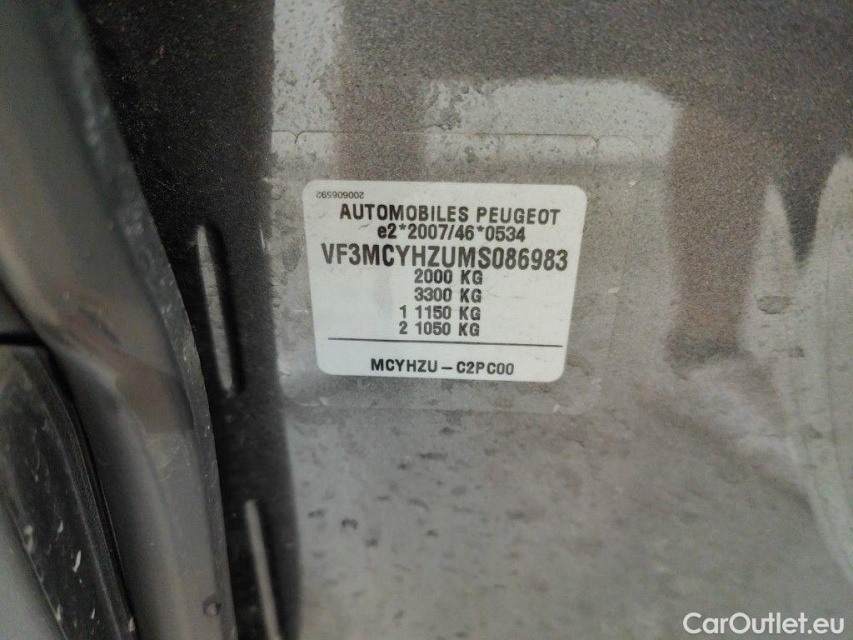 200606592
AUTOMOBILES PEUGEOT
e2*2007/46*0534
VF3MCYHZUMS086983
2000 KG
3300 KG
1 1150 KG
2 1050 KG
MCYHZU-C2PC00
CarOutlet.eu